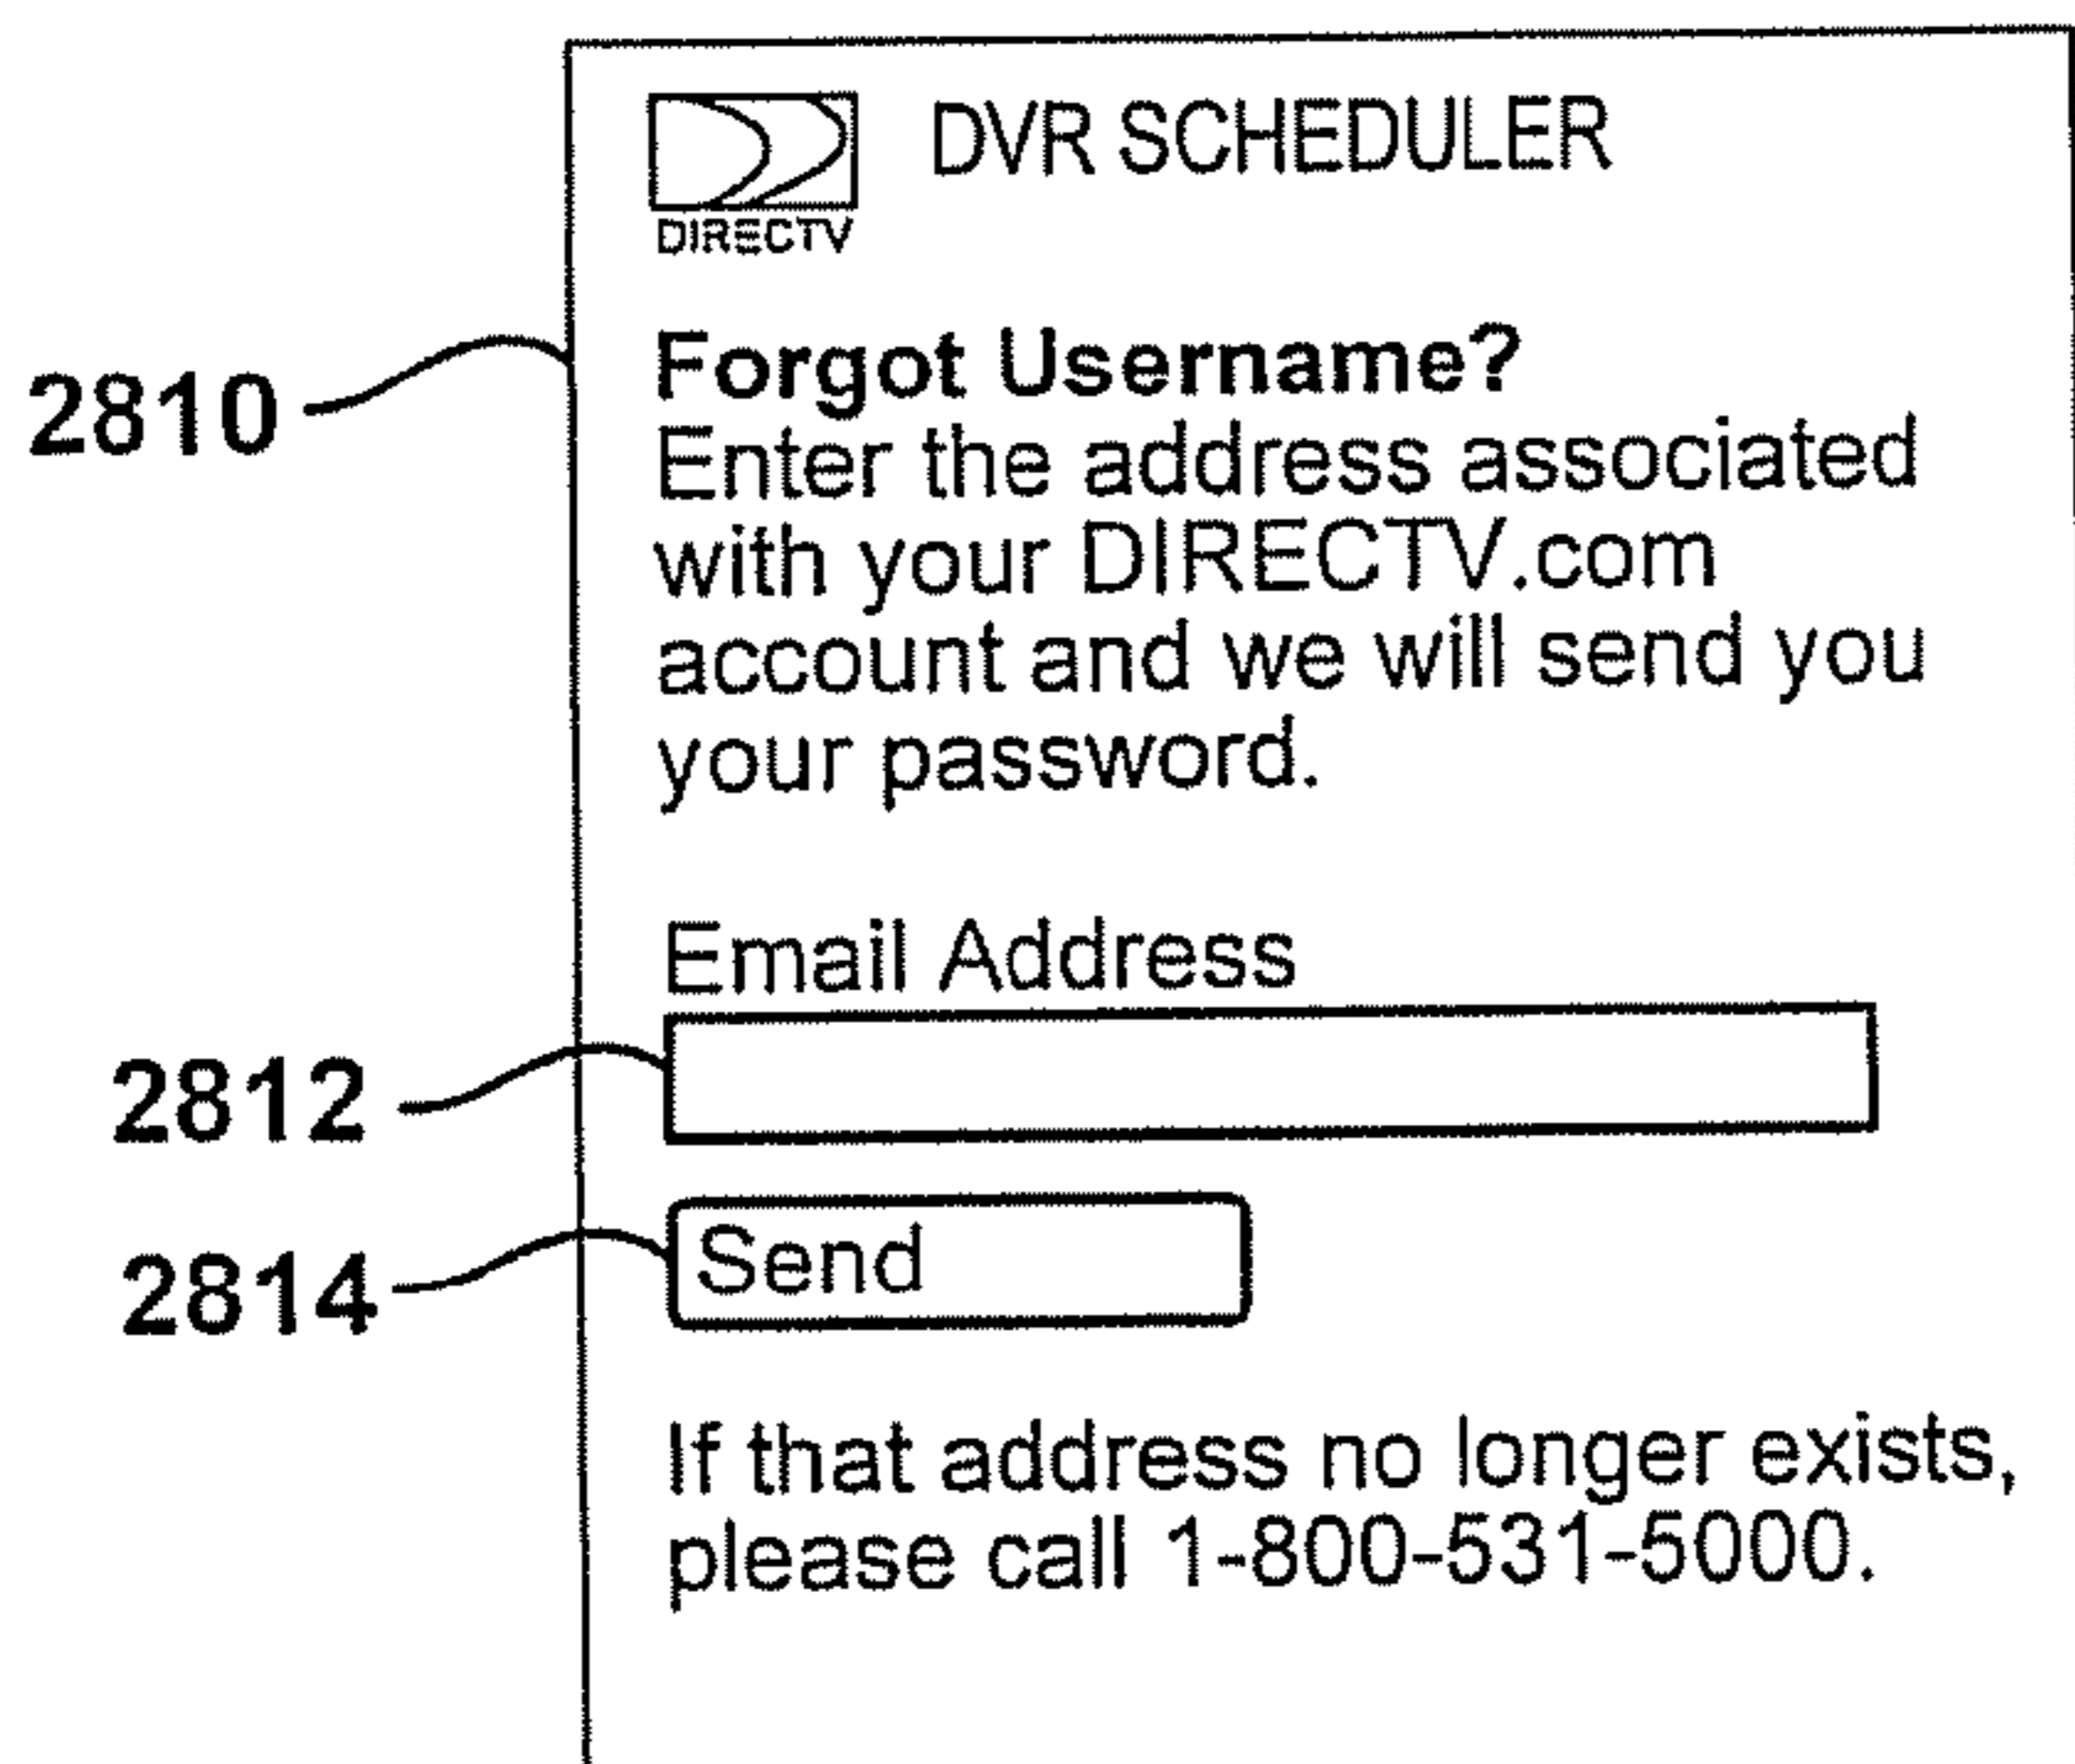 DVR SCHEDULER
DIRECTV
2810
Forgot Username?
Enter the address associated
with your DIRECTV.com
account and we will send you
your password.
Email Address
2812
2814
Send
If that address no longer exists,
please call 1-800-531-5000.